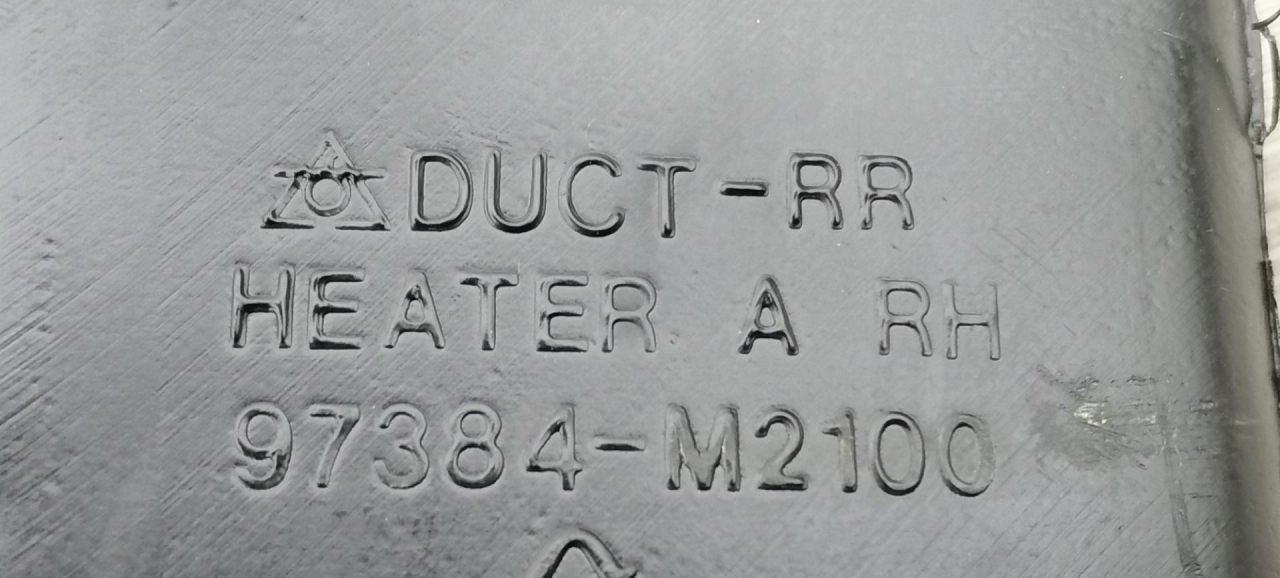 DUCT-RR
HEATER A RH
97384-M2100